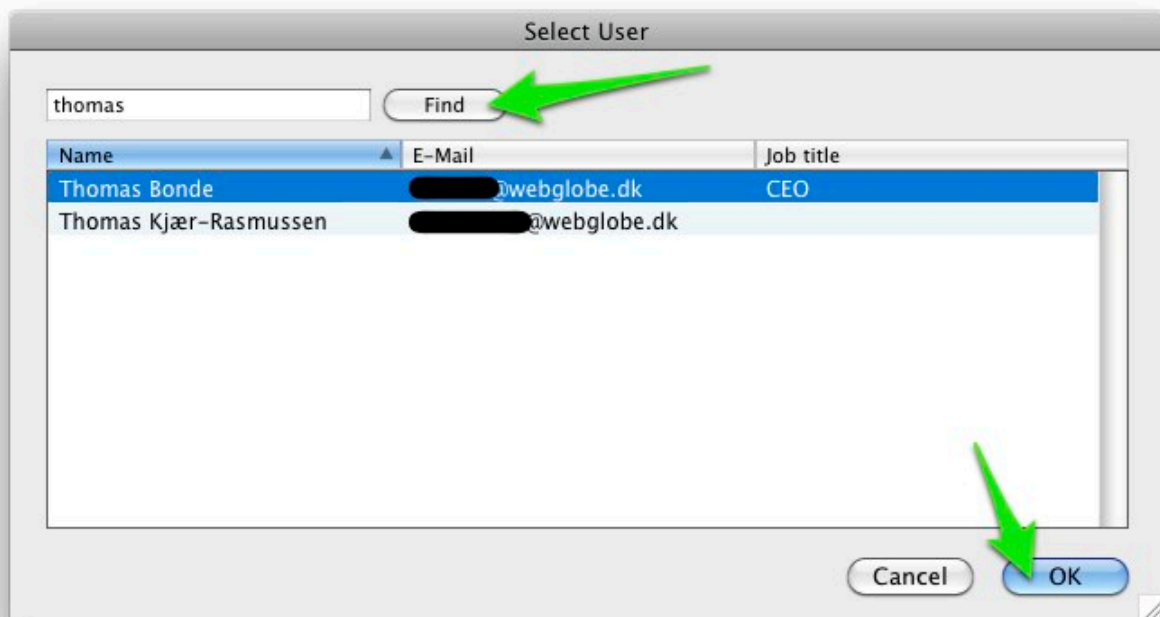 Select User
thomas Find
Name E-Mail Job title
Thomas Bonde @webglobe.dk CEO
Thomas Kjær-Rasmussen @webglobe.dk
Cancel OK